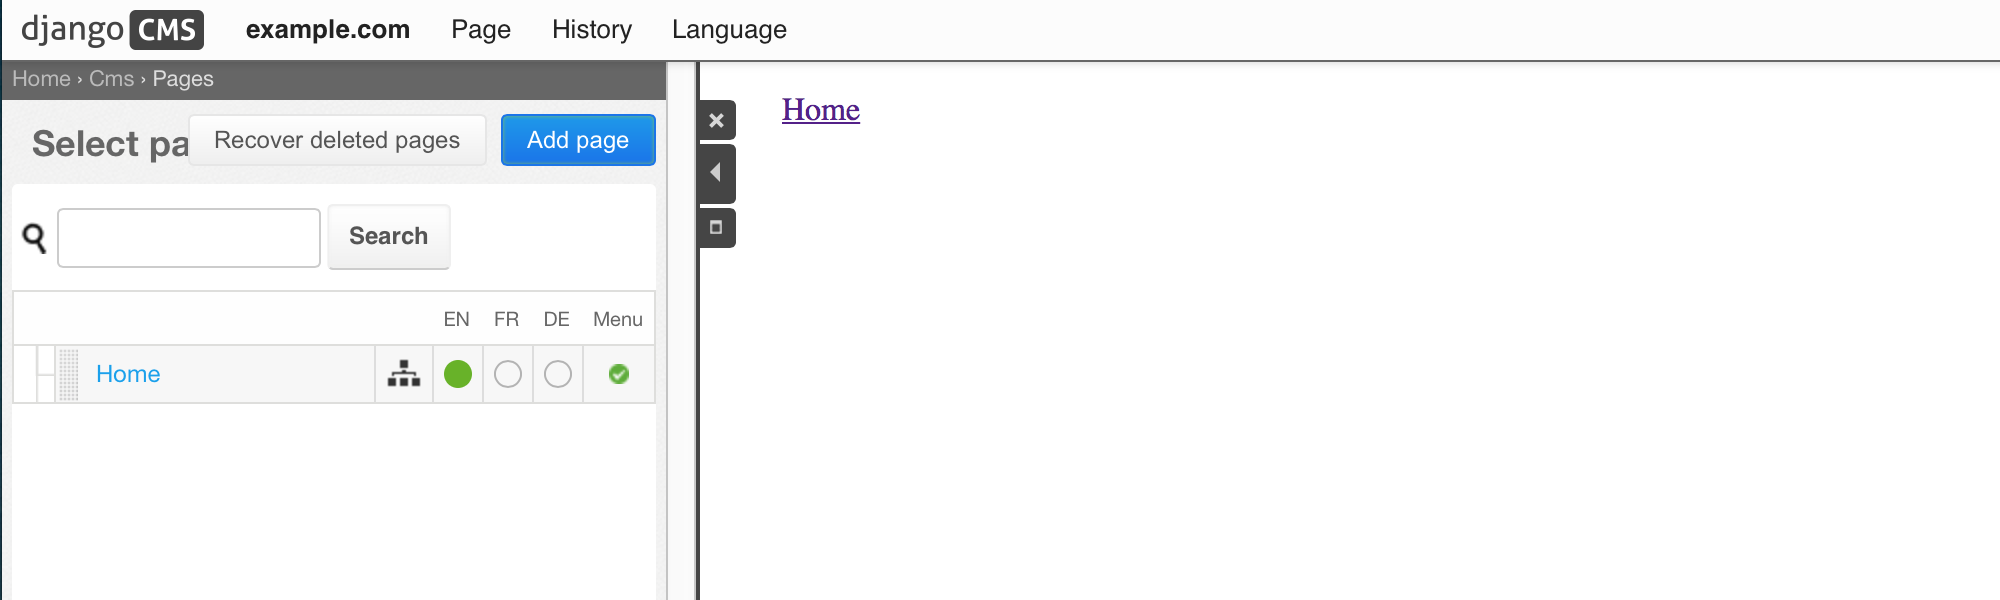 django CMS example.com Page History Language
Home › Cms › Pages
Home
Select pa Recover deleted pages Add page
Search
EN FR DE Menu
Home